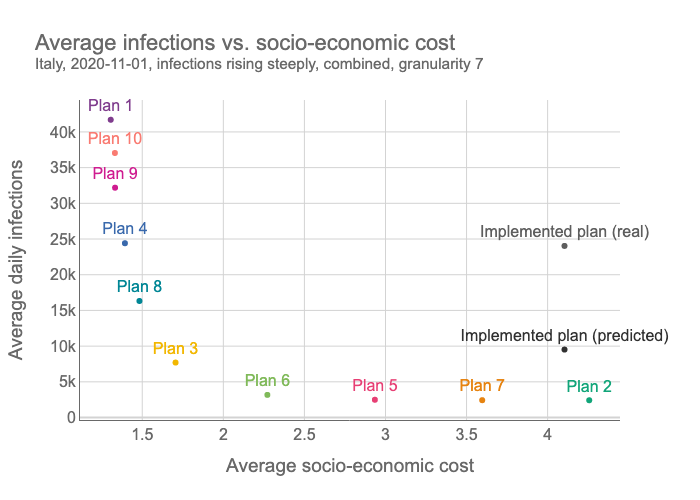 Average infections vs. socio-economic cost
Italy, 2020-11-01, infections rising steeply, combined, granularity 7
Plan 1
40k
Plan 10
35k
Plan 9
30k
Plan 4
Implemented plan (real)
25k
20k
Plan 8
15k
Implemented plan (predicted)
Plan 3
10k
Plan 6
Plan 5
Plan 7
Plan 2
5k
0
1.5
2
2.5
3
3.5
4
Average daily infections
Average socio-economic cost